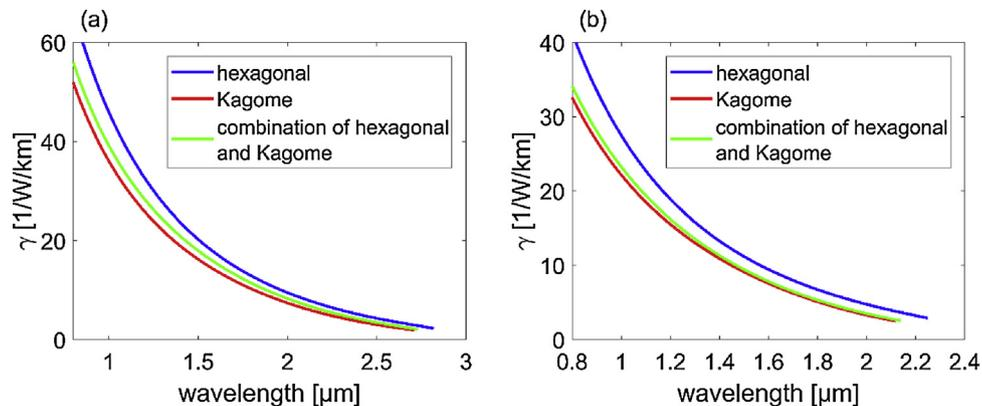 (a)
60
40
20
0
1
1.5
2
2.5
3
γ [1/W/km]
wavelength [µm]
hexagonal
Kagome
combination of hexagonal
and Kagome
(b)
40
30
20
10
0
0.8
1
1.2
1.4
1.6
1.8
2
2.2
2.4
γ [1/W/km]
wavelength [µm]
hexagonal
Kagome
combination of hexagonal
and Kagome